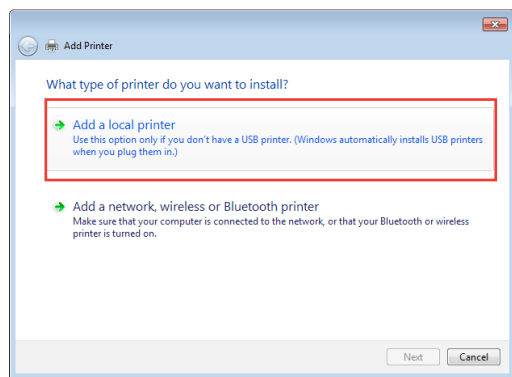 Add Printer
What type of printer do you want to install?
Add a local printer
Use this option only if you don't have a USB printer. (Windows automatically installs USB printers
when you plug them in.)
Add a network, wireless or Bluetooth printer
Make sure that your computer is connected to the network, or that your Bluetooth or wireless
printer is turned on.
Next Cancel